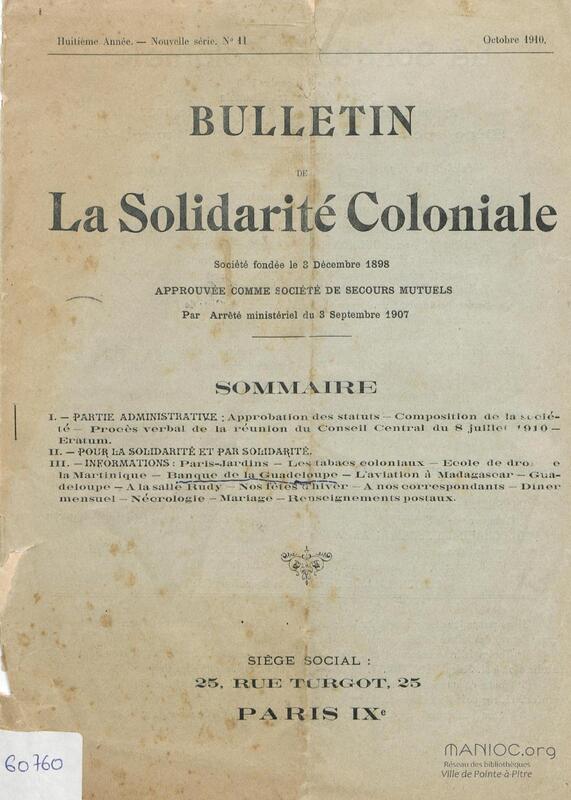 Huitième Année. — Nouvelle série. N° 11
Octobre 1910.
BULLETIN
DE
La Solidarité Coloniale
Société fondée le 3 Décembre 1898
APPROUVÉE COMME SOCIÉTÉ DE SECOURS MUTUELS
Par Arrêté ministériel du 3 Septembre 1907
SOMMAIRE
I. — PARTIE ADMINISTRATIVE : Approbation des statuts — Composition de la socié-
té — Procès verbal de la réunion du Conseil Central du 8 juillet 1910 —
Eratum.
II. — POUR LA SOLIDARITÉ ET PAR SOLIDARITÉ.
III. — INFORMATIONS : Paris-Jardins — Les tabacs coloniaux — Ecole de dro e
la Martinique — Banque de la Guadeloupe — L'aviation à Madagascar — Gua-
deloupe — A la salle Rudy — Nos fêtes d'hiver — A nos correspondants — Diner
mensuel — Nécrologie — Mariage — Renseignements postaux.
SIÈGE SOCIAL :
25, RUE TURGOT, 25
PARIS IXe
60760
MANIOC.org
Réseau des bibliothèques
Ville de Pointe-à-Pitre